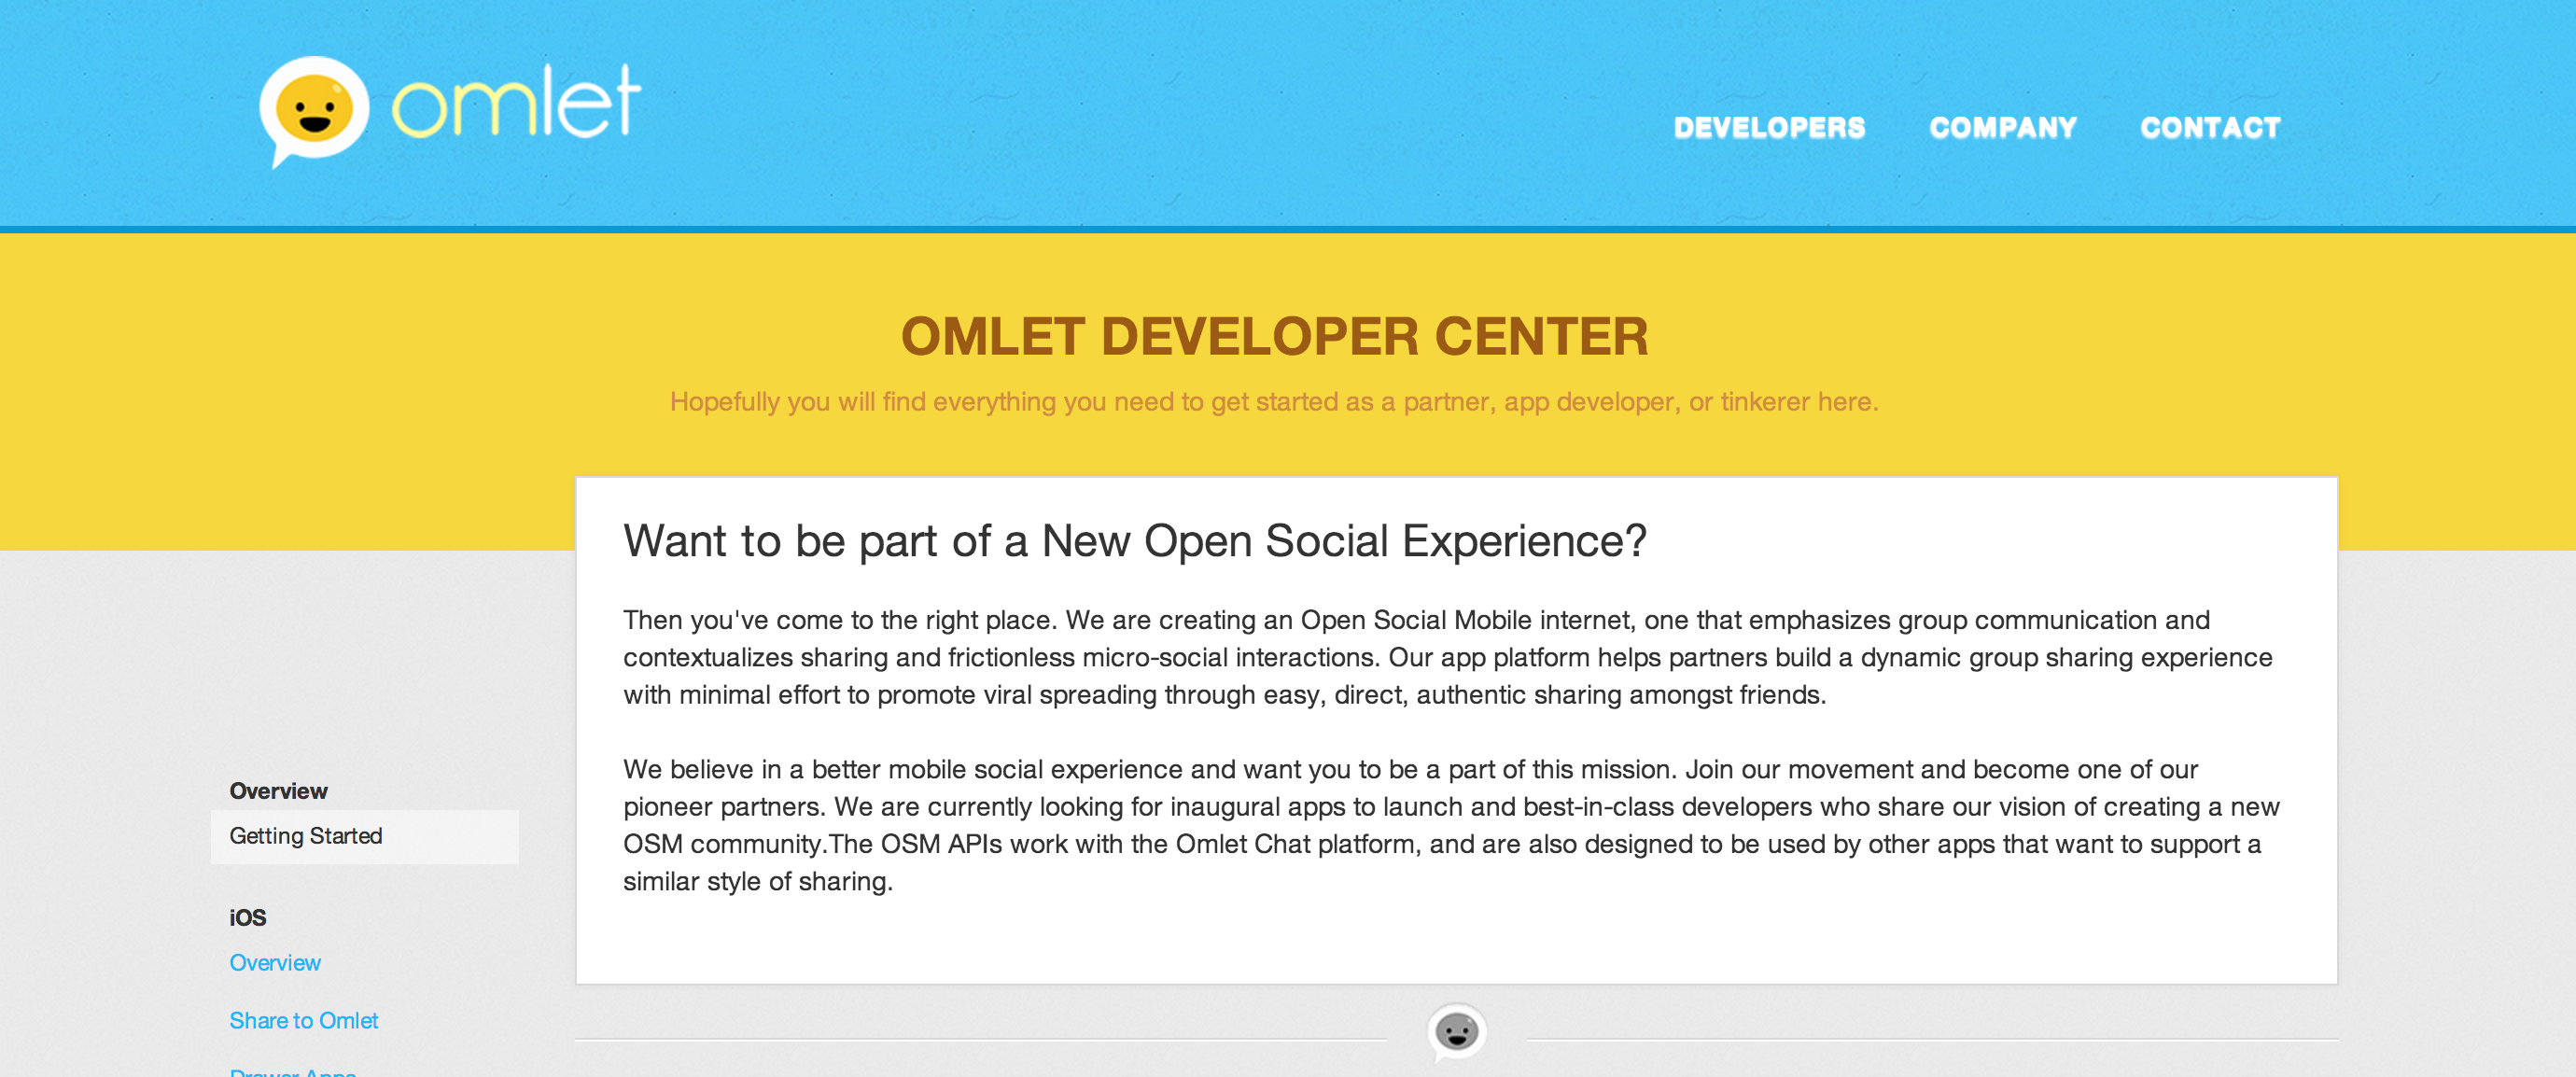 omlet
DEVELOPERS COMPANY CONTACT
OMLET DEVELOPER CENTER
Hopefully you will find everything you need to get started as a partner, app developer, or tinkerer here.
Want to be part of a New Open Social Experience?
Then you've come to the right place. We are creating an Open Social Mobile internet, one that emphasizes group communication and
contextualizes sharing and frictionless micro-social interactions. Our app platform helps partners build a dynamic group sharing experience
with minimal effort to promote viral spreading through easy, direct, authentic sharing amongst friends.
We believe in a better mobile social experience and want you to be a part of this mission. Join our movement and become one of our
pioneer partners. We are currently looking for inaugural apps to launch and best-in-class developers who share our vision of creating a new
OSM community.The OSM APIs work with the Omlet Chat platform, and are also designed to be used by other apps that want to support a
similar style of sharing.
Overview
Getting Started
iOS
Overview
Share to Omlet
Drawer Apps